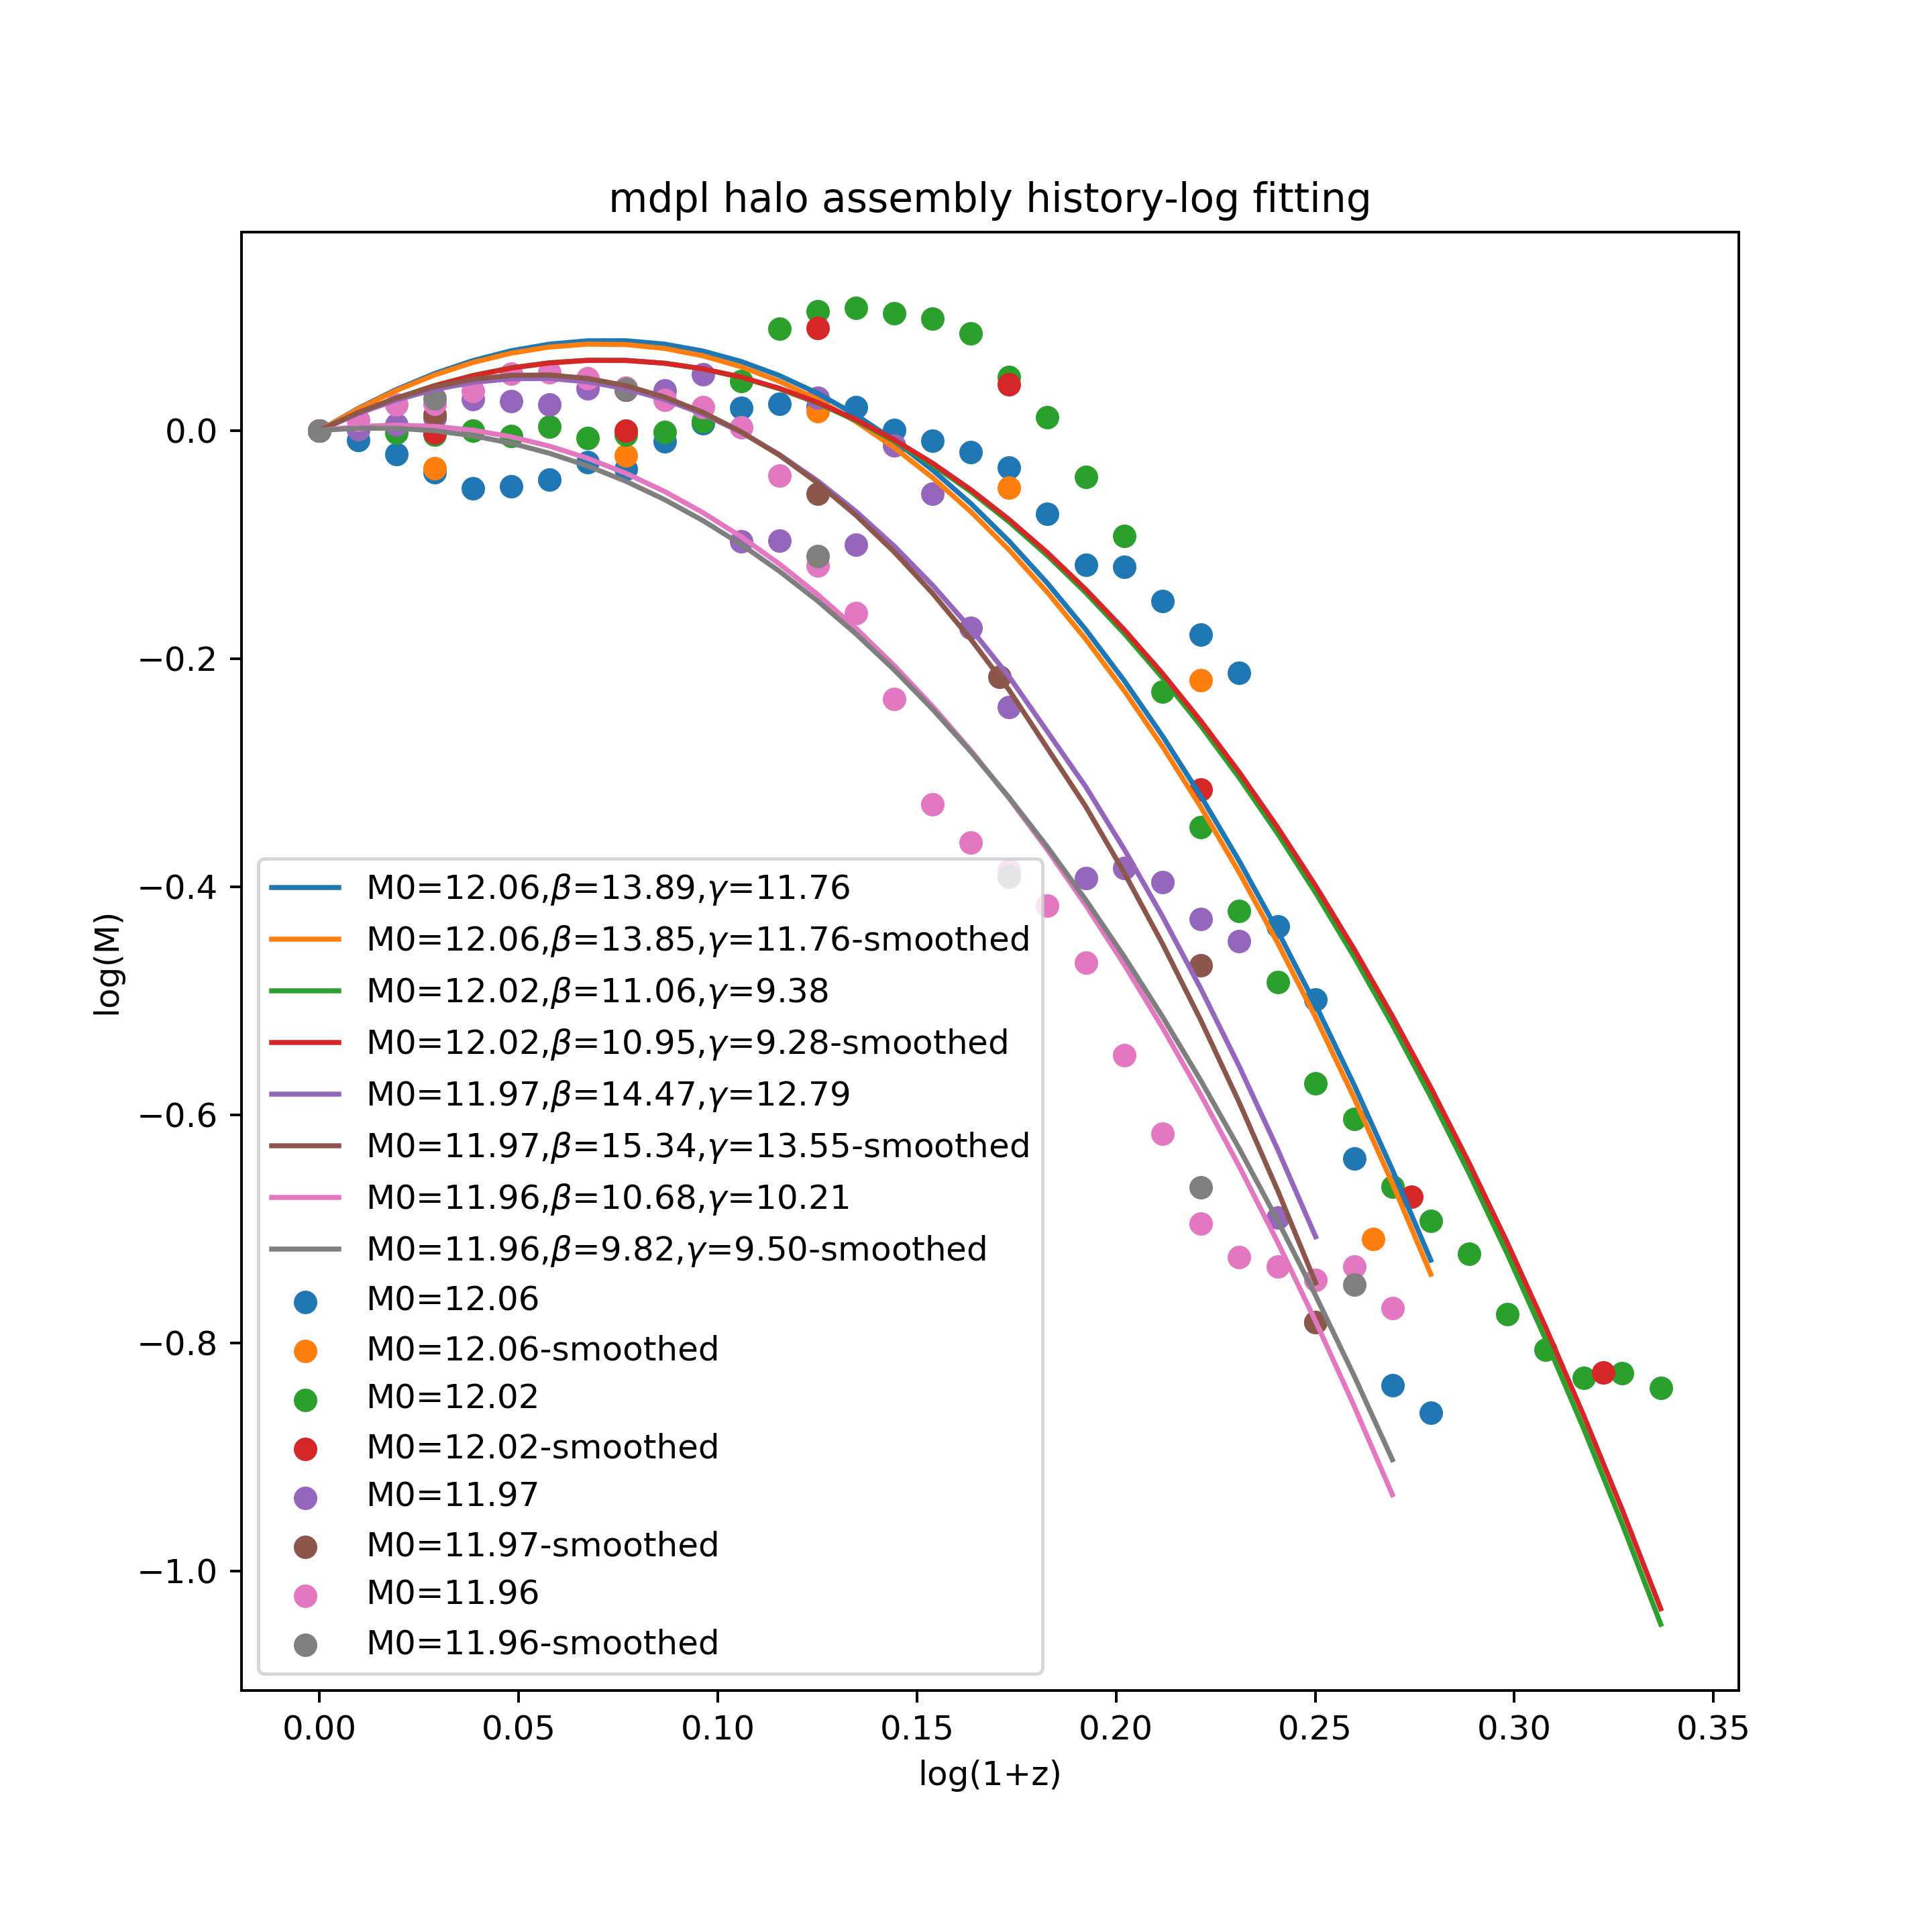 mdpl halo assembly history-log fitting
0.0
−0.2
−0.4
−0.6
−0.8
−1.0
log(M)
M0=12.06,β=13.89,γ=11.76
M0=12.06,β=13.85,γ=11.76-smoothed
M0=12.02,β=11.06,γ=9.38
M0=12.02,β=10.95,γ=9.28-smoothed
M0=11.97,β=14.47,γ=12.79
M0=11.97,β=15.34,γ=13.55-smoothed
M0=11.96,β=10.68,γ=10.21
M0=11.96,β=9.82,γ=9.50-smoothed
M0=12.06
M0=12.06-smoothed
M0=12.02
M0=12.02-smoothed
M0=11.97
M0=11.97-smoothed
M0=11.96
M0=11.96-smoothed
0.00 0.05 0.10 0.15 0.20 0.25 0.30 0.35
log(1+z)